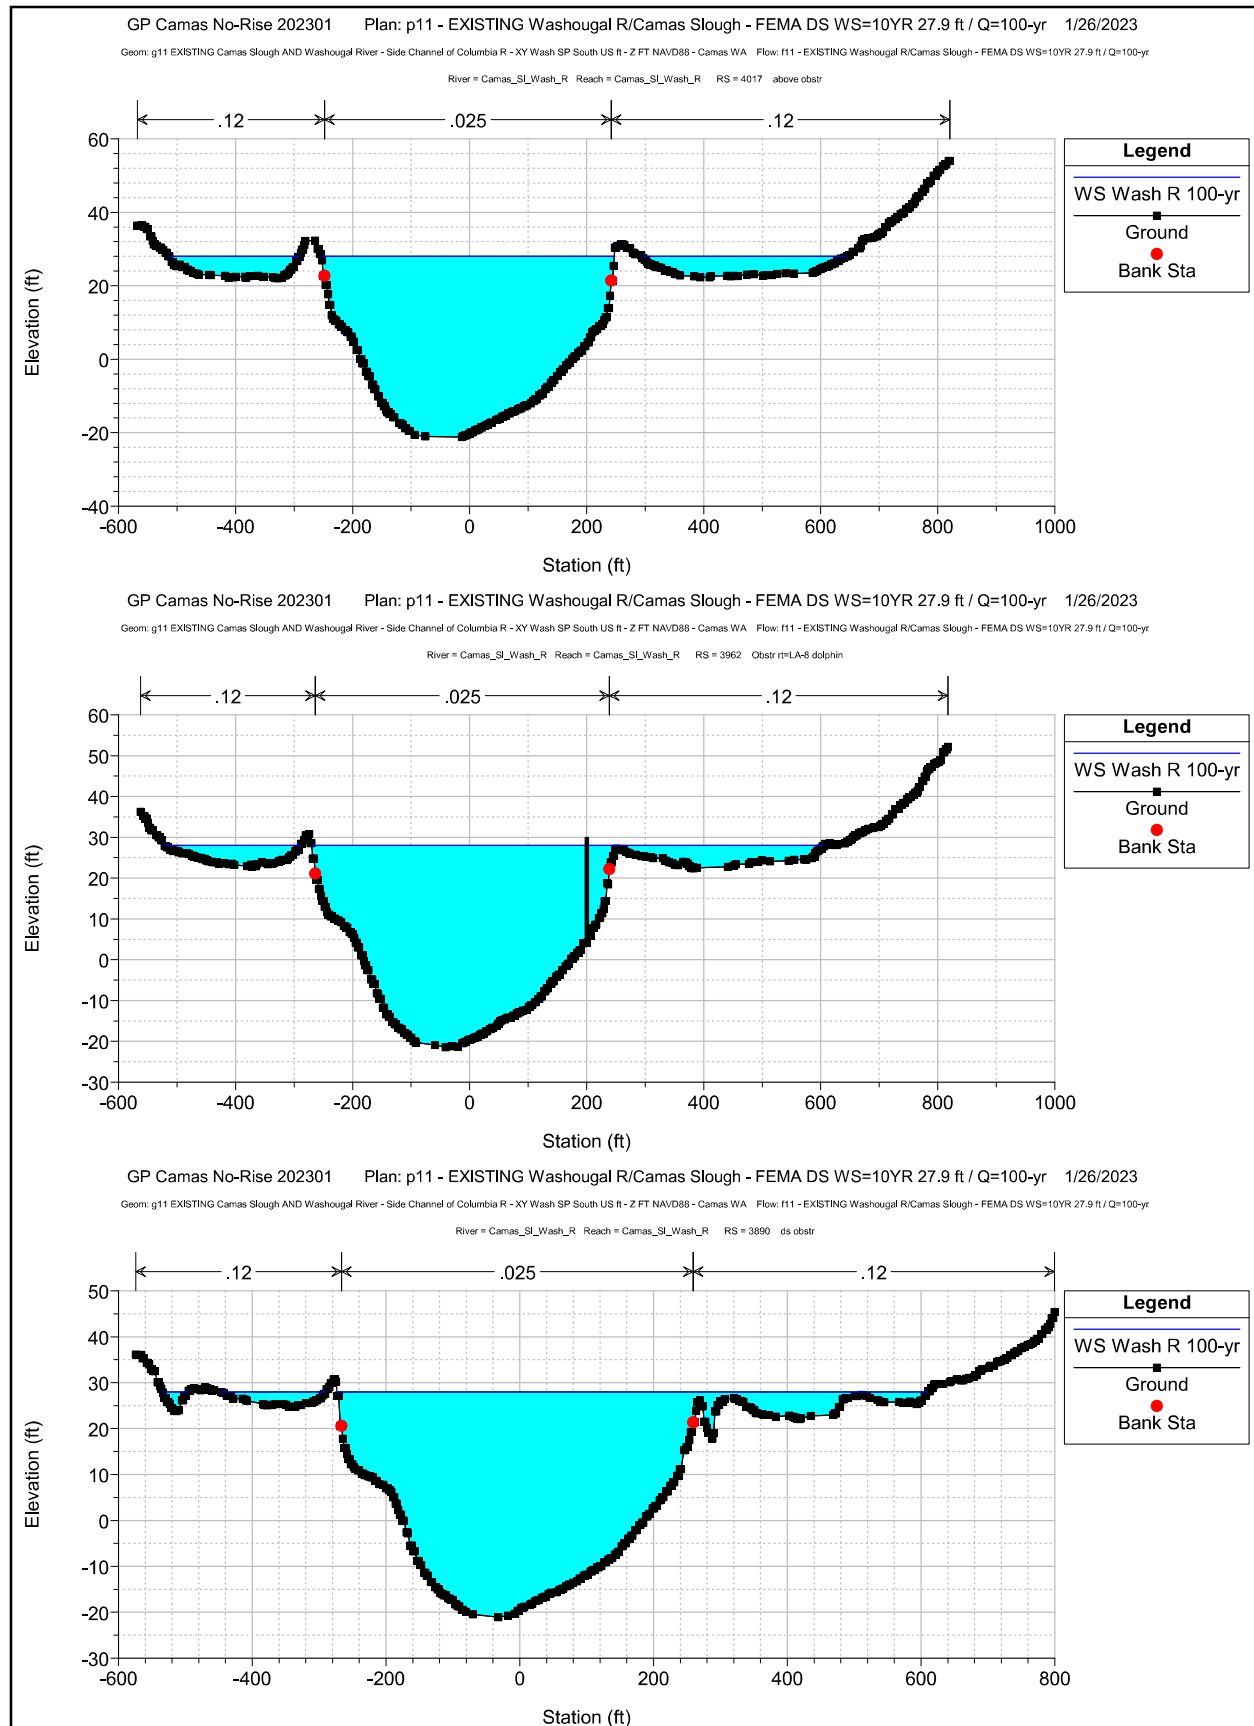 GP Camas No-Rise 202301 Plan: p11 - EXISTING Washougal R/Camas Slough - FEMA DS WS=10YR 27.9 ft / Q=100-yr 1/26/2023
Geom: g11 EXISTING Camas Slough AND Washougal River - Side Channel of Columbia R - XY Wash SP South US ft - Z FT NAVD88 - Camas WA Flow: f11 - EXISTING Washougal R/Camas Slough - FEMA DS WS=10YR 27.9 ft / Q=100-yr
River = Camas_Sl_Wash_R Reach = Camas_Sl_Wash_R RS = 4017 above obstr
.12 .025 .12
60
40
20
0
-20
-40
Elevation (ft)
-600 -400 -200 0 200 400 600 800 1000
Station (ft)
Legend
WS Wash R 100-yr
Ground
Bank Sta
GP Camas No-Rise 202301 Plan: p11 - EXISTING Washougal R/Camas Slough - FEMA DS WS=10YR 27.9 ft / Q=100-yr 1/26/2023
Geom: g11 EXISTING Camas Slough AND Washougal River - Side Channel of Columbia R - XY Wash SP South US ft - Z FT NAVD88 - Camas WA Flow: f11 - EXISTING Washougal R/Camas Slough - FEMA DS WS=10YR 27.9 ft / Q=100-yr
River = Camas_Sl_Wash_R Reach = Camas_Sl_Wash_R RS = 3962 Obstr rt=LA-8 dolphin
.12 .025 .12
60
50
40
30
20
10
0
-10
-20
-30
Elevation (ft)
-600 -400 -200 0 200 400 600 800 1000
Station (ft)
Legend
WS Wash R 100-yr
Ground
Bank Sta
GP Camas No-Rise 202301 Plan: p11 - EXISTING Washougal R/Camas Slough - FEMA DS WS=10YR 27.9 ft / Q=100-yr 1/26/2023
Geom: g11 EXISTING Camas Slough AND Washougal River - Side Channel of Columbia R - XY Wash SP South US ft - Z FT NAVD88 - Camas WA Flow: f11 - EXISTING Washougal R/Camas Slough - FEMA DS WS=10YR 27.9 ft / Q=100-yr
River = Camas_Sl_Wash_R Reach = Camas_Sl_Wash_R RS = 3890 ds obstr
.12 .025 .12
50
40
30
20
10
0
-10
-20
-30
Elevation (ft)
-600 -400 -200 0 200 400 600 800
Station (ft)
Legend
WS Wash R 100-yr
Ground
Bank Sta